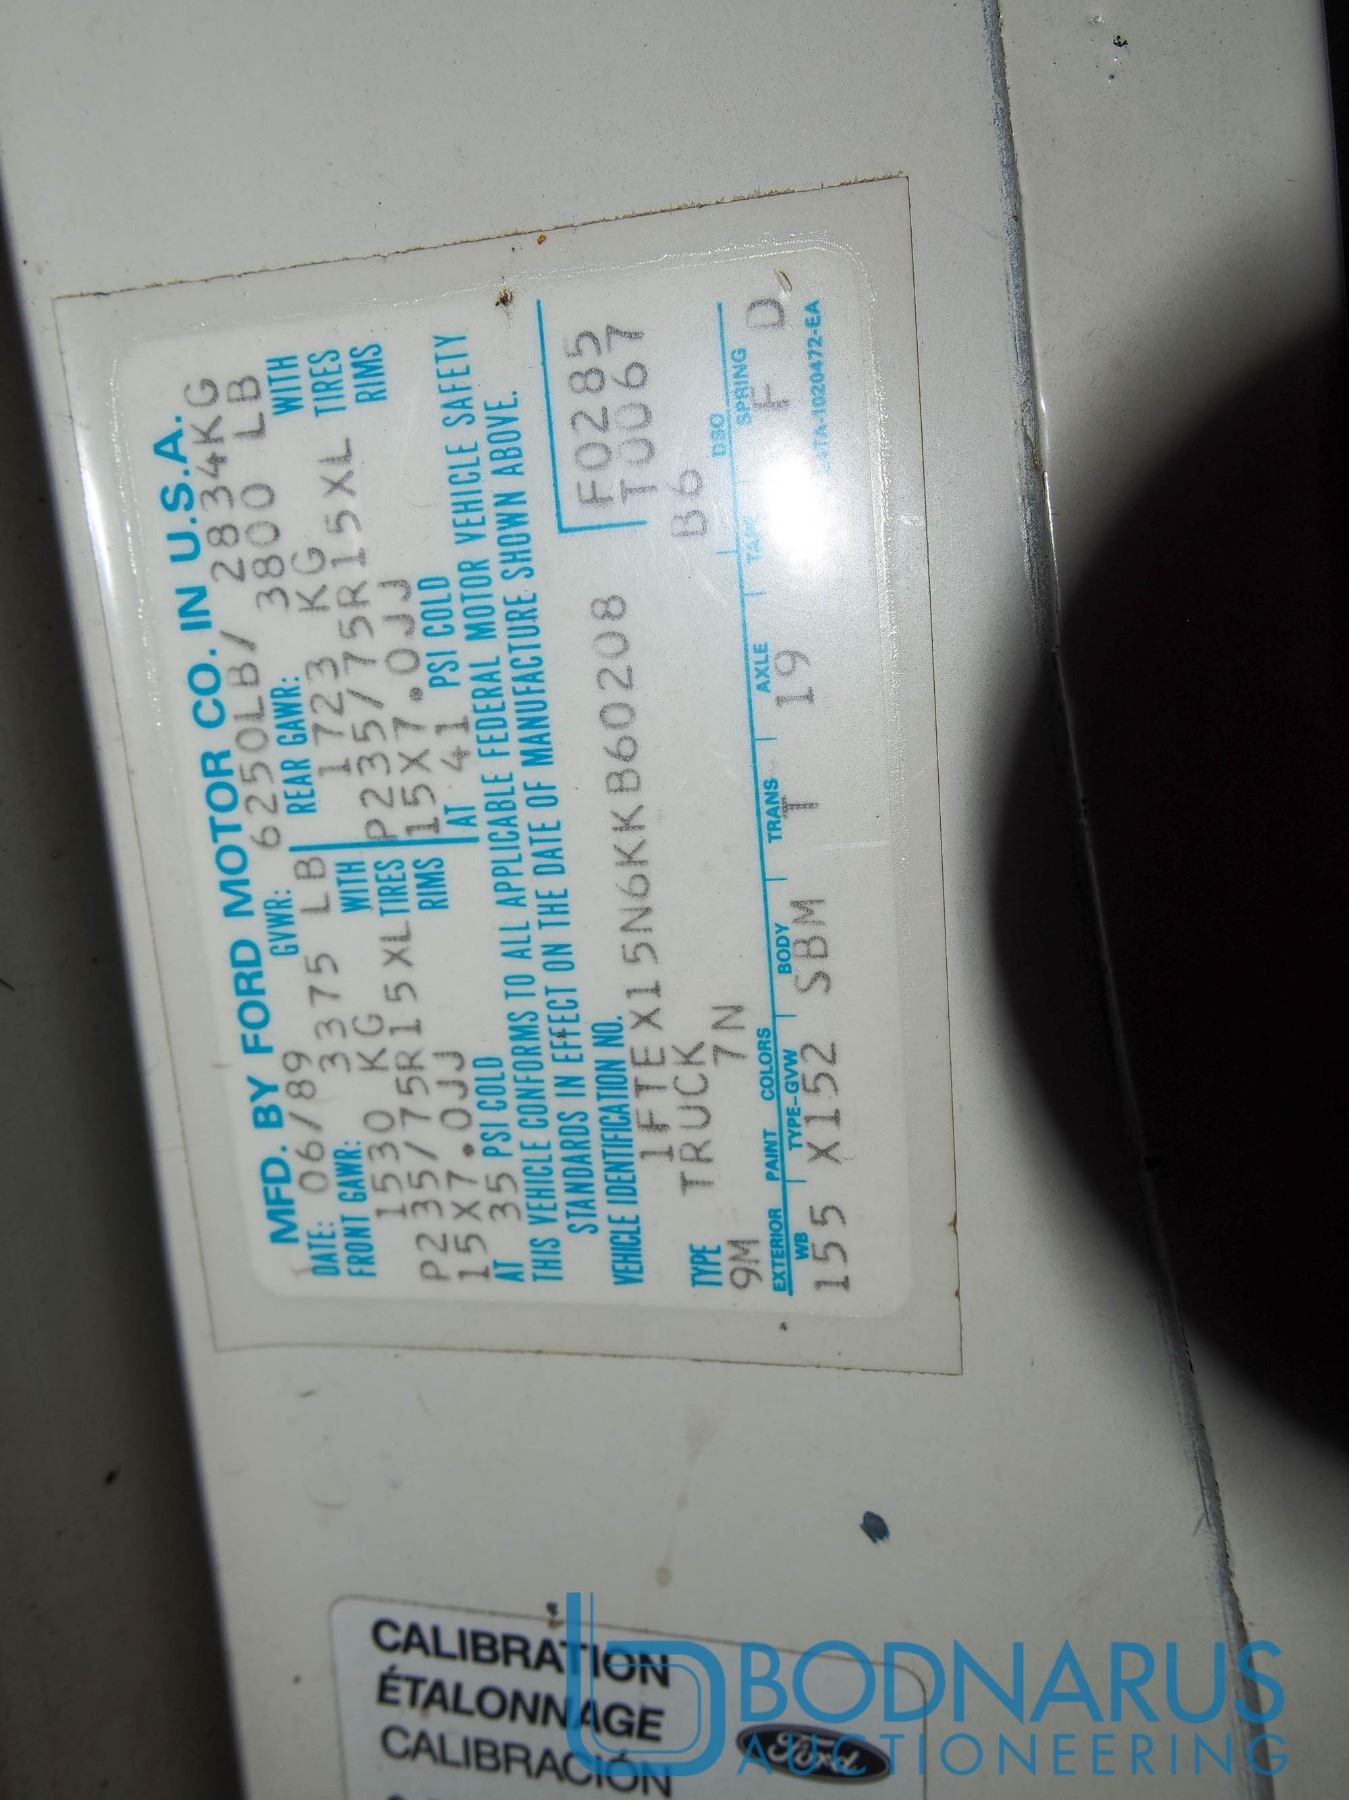 MFD. BY FORD MOTOR CO. IN U.S.A.
DATE: 06/89 GVWR: 6250LB/ 2834KG
FRONT GAWR: 3375 LB REAR GAWR: 3800 LB
1530 KG WITH 1723 KG WITH
P235/75R15XL TIRES P235/75R15XL TIRES
15X7.0JJ RIMS 15X7.0JJ RIMS
AT 35 PSI COLD AT 41 PSI COLD
THIS VEHICLE CONFORMS TO ALL APPLICABLE FEDERAL MOTOR VEHICLE SAFETY
STANDARDS IN EFFECT ON THE DATE OF MANUFACTURE SHOWN ABOVE.
VEHICLE IDENTIFICATION NO.
1FTEX15N6KKB60208 F0285
TYPE TRUCK T0067
9M 7N B6
EXTERIOR PAINT COLORS DSO
WB TYPE-GVW BODY TRANS AXLE SPRING
155 X152 SBM T 19 F D
CALIBRATION
ÉTALONNAGE
CALIBRACIÓN
Ford
BODNARUS
AUCTIONEERING